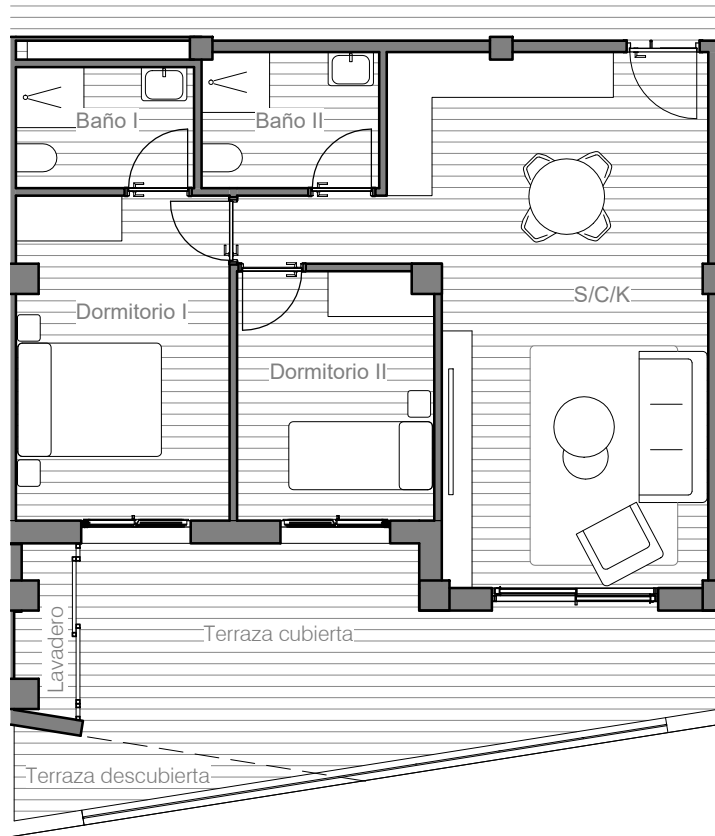 Baño I
Baño II
S/C/K
Dormitorio I
Dormitorio II
Terraza cubierta
Lavadero
Terraza descubierta